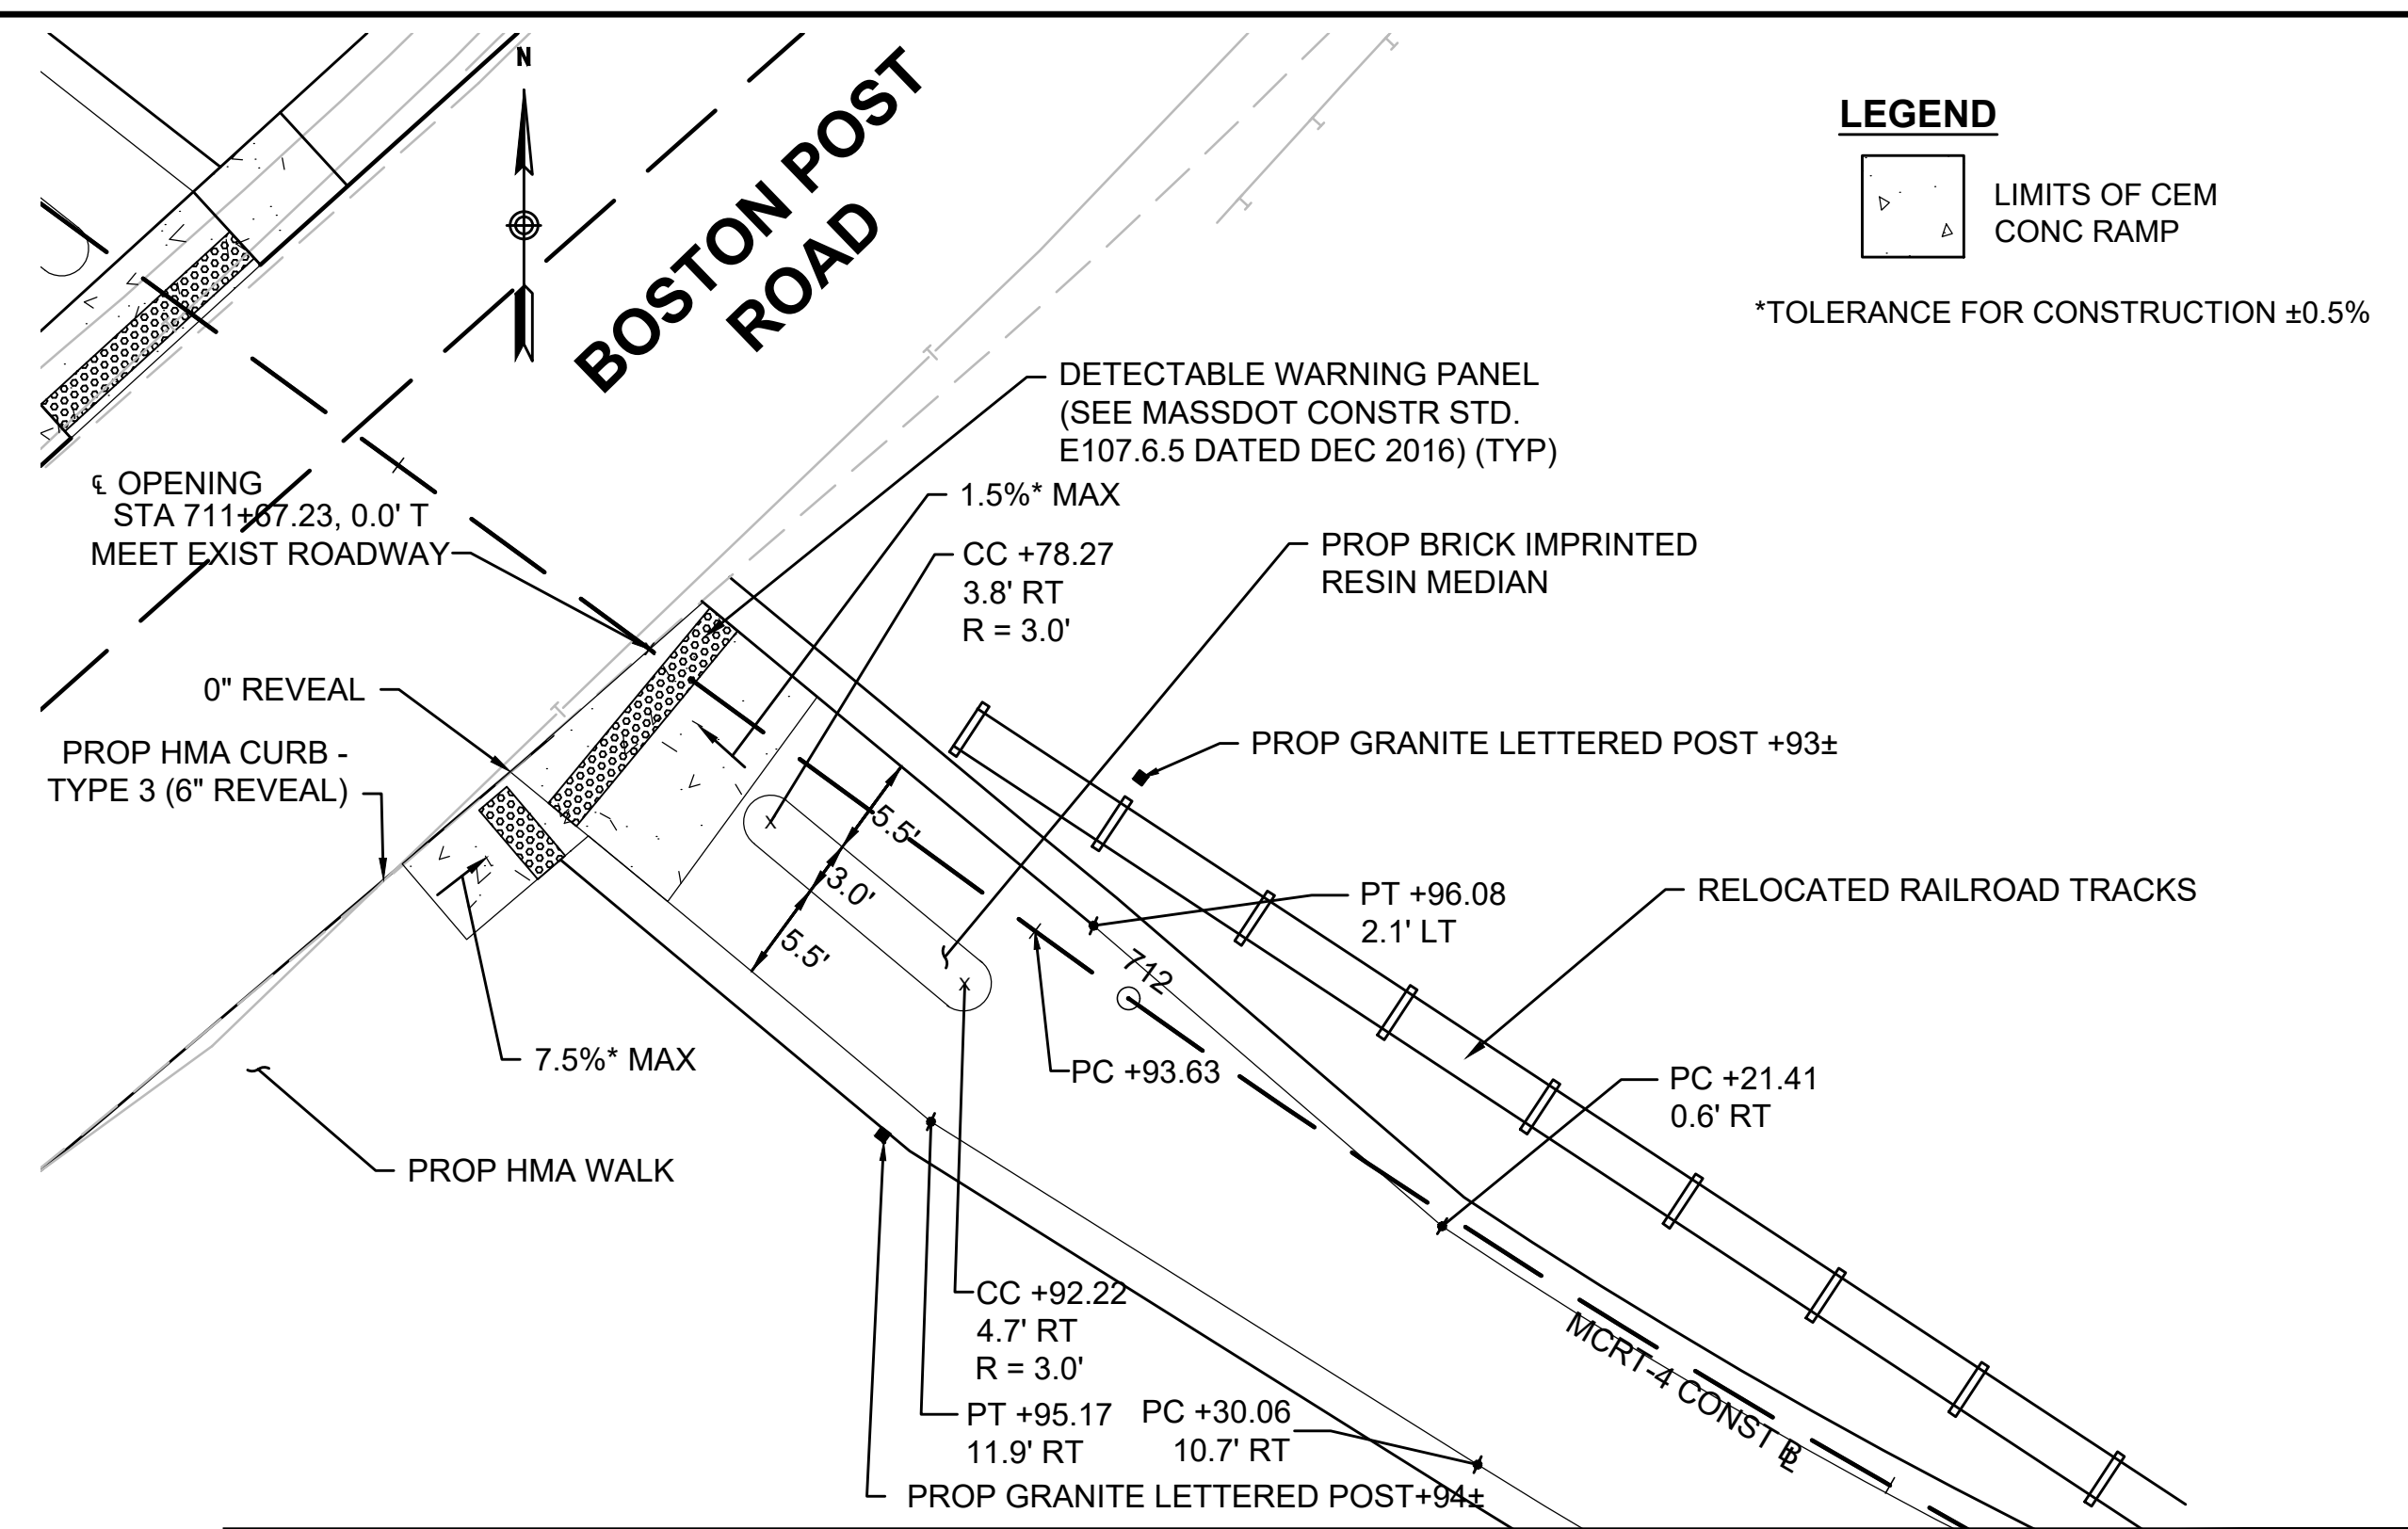 N
BOSTON POST
ROAD
LEGEND
LIMITS OF CEM
CONC RAMP
*TOLERANCE FOR CONSTRUCTION ±0.5%
DETECTABLE WARNING PANEL
(SEE MASSDOT CONSTR STD.
E107.6.5 DATED DEC 2016) (TYP)
℄ OPENING
STA 711+67.23, 0.0' T
MEET EXIST ROADWAY
1.5%* MAX
CC +78.27
3.8' RT
R = 3.0'
PROP BRICK IMPRINTED
RESIN MEDIAN
0" REVEAL
PROP HMA CURB -
TYPE 3 (6" REVEAL)
PROP GRANITE LETTERED POST +93±
5.5'
3.0'
5.5'
PT +96.08
2.1' LT
RELOCATED RAILROAD TRACKS
712
7.5%* MAX
PC +93.63
PC +21.41
0.6' RT
PROP HMA WALK
CC +92.22
4.7' RT
R = 3.0'
PT +95.17
11.9' RT
PC +30.06
10.7' RT
MCRT-4 CONST BL
PROP GRANITE LETTERED POST+94±